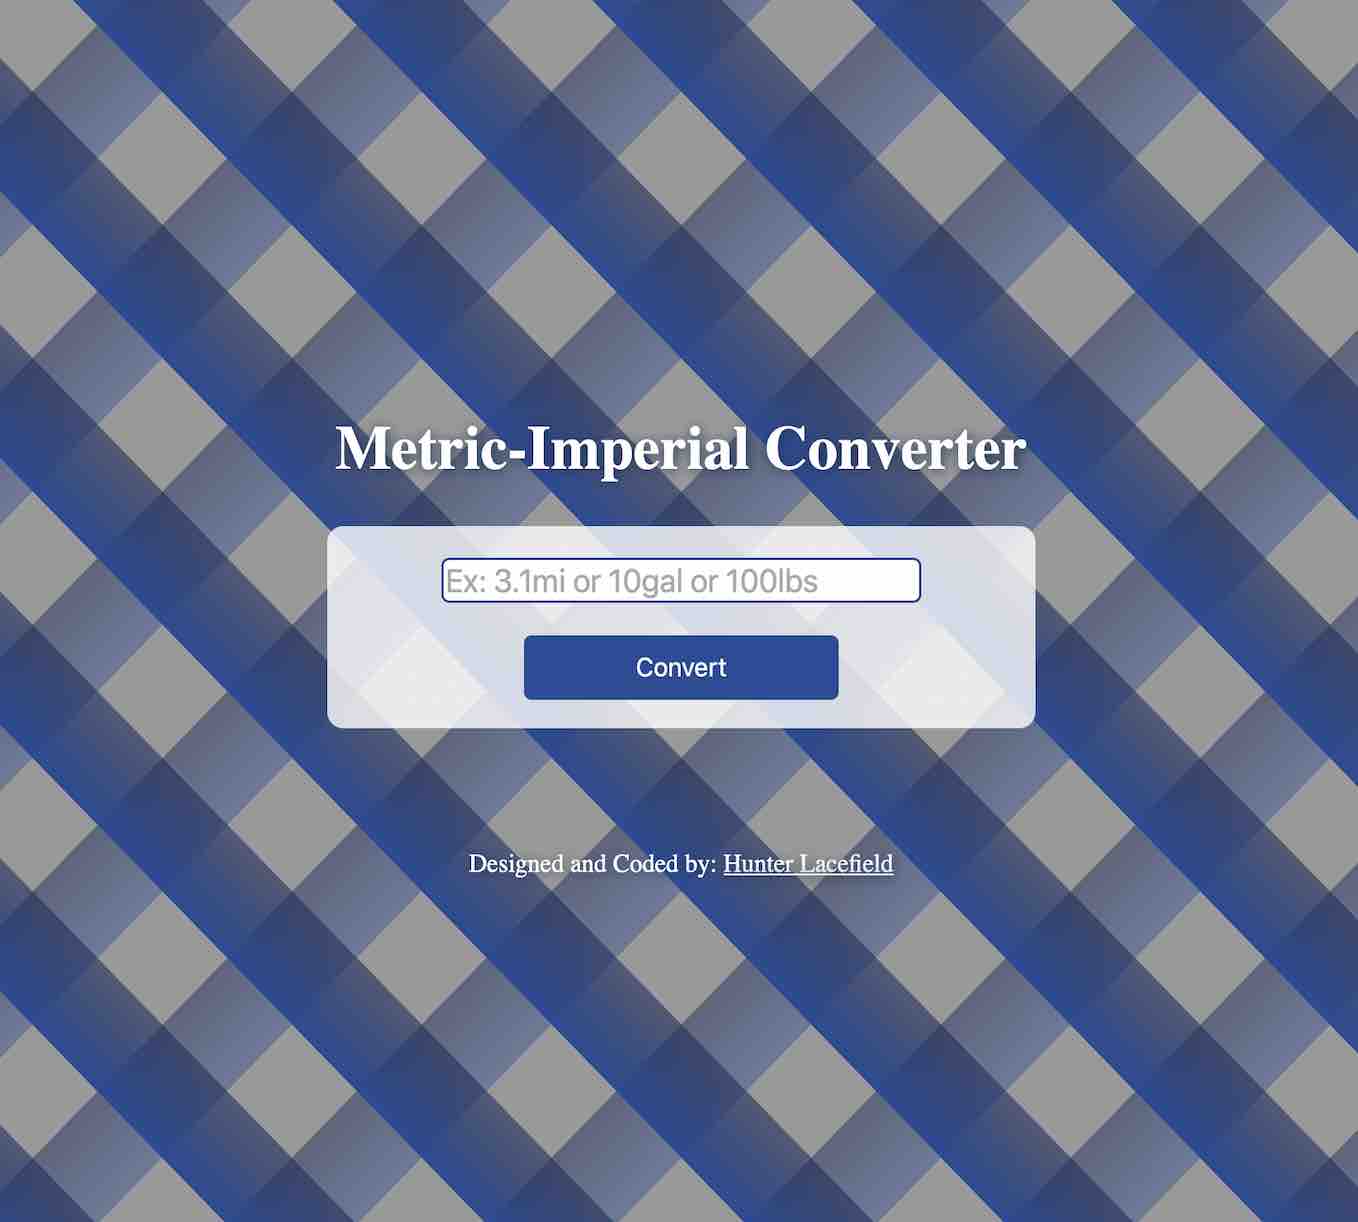 Metric-Imperial Converter
Ex: 3.1mi or 10gal or 100lbs
Convert
Designed and Coded by: Hunter Lacefield